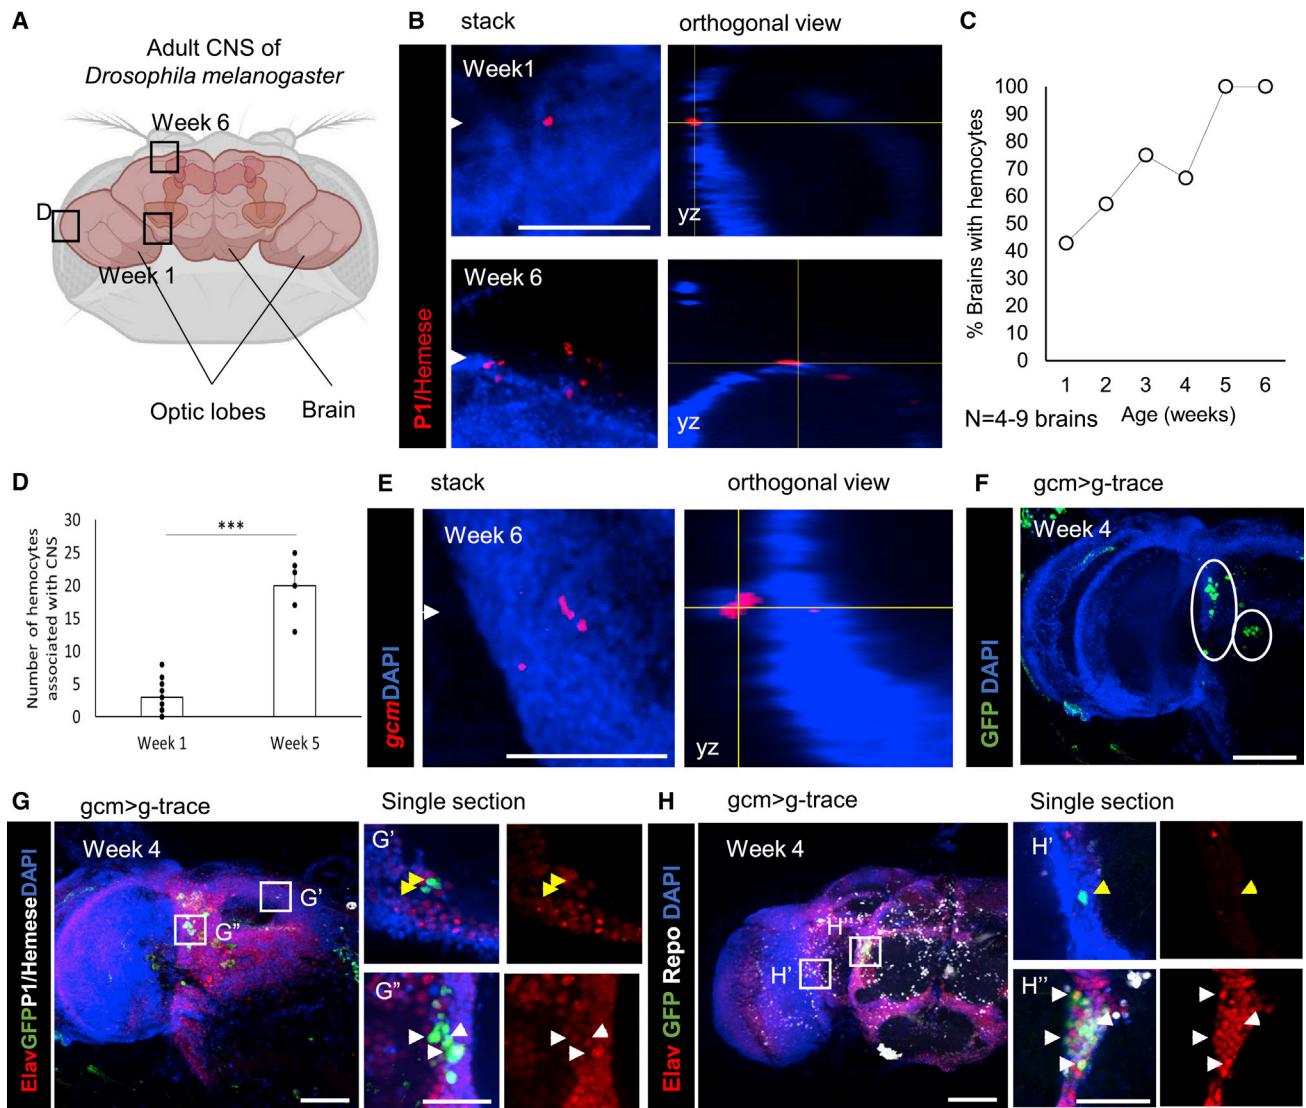 A
Adult CNS of
Drosophila melanogaster
Week 6
D
Week 1
Optic lobes
Brain
B
stack
orthogonal view
P1/Hemese
Week1
yz
Week 6
yz
C
% Brains with hemocytes
100
90
80
70
60
50
40
30
20
10
0
1 2 3 4 5 6
N=4-9 brains
Age (weeks)
D
Number of hemocytes
associated with CNS
30
25
20
15
10
5
0
***
Week 1
Week 5
E
stack
orthogonal view
gcmDAPI
Week 6
yz
F
gcm>g-trace
GFP DAPI
Week 4
G
gcm>g-trace
Single section
ElavGFPP1/HemeseDAPI
Week 4
G'
G"
G'
G"
H
gcm>g-trace
Single section
Elav GFP Repo DAPI
Week 4
H"
H'
H'
H"